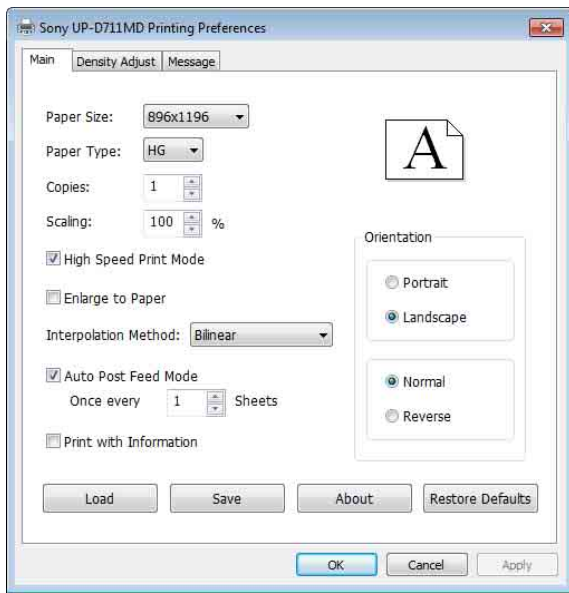 Sony UP-D711MD Printing Preferences
Main Density Adjust Message
Paper Size: 896x1196
Paper Type: HG
Copies: 1
Scaling: 100 %
High Speed Print Mode
Enlarge to Paper
Interpolation Method: Bilinear
Auto Post Feed Mode
Once every 1 Sheets
Print with Information
A
Orientation
Portrait
Landscape
Normal
Reverse
Load Save About Restore Defaults
OK Cancel Apply